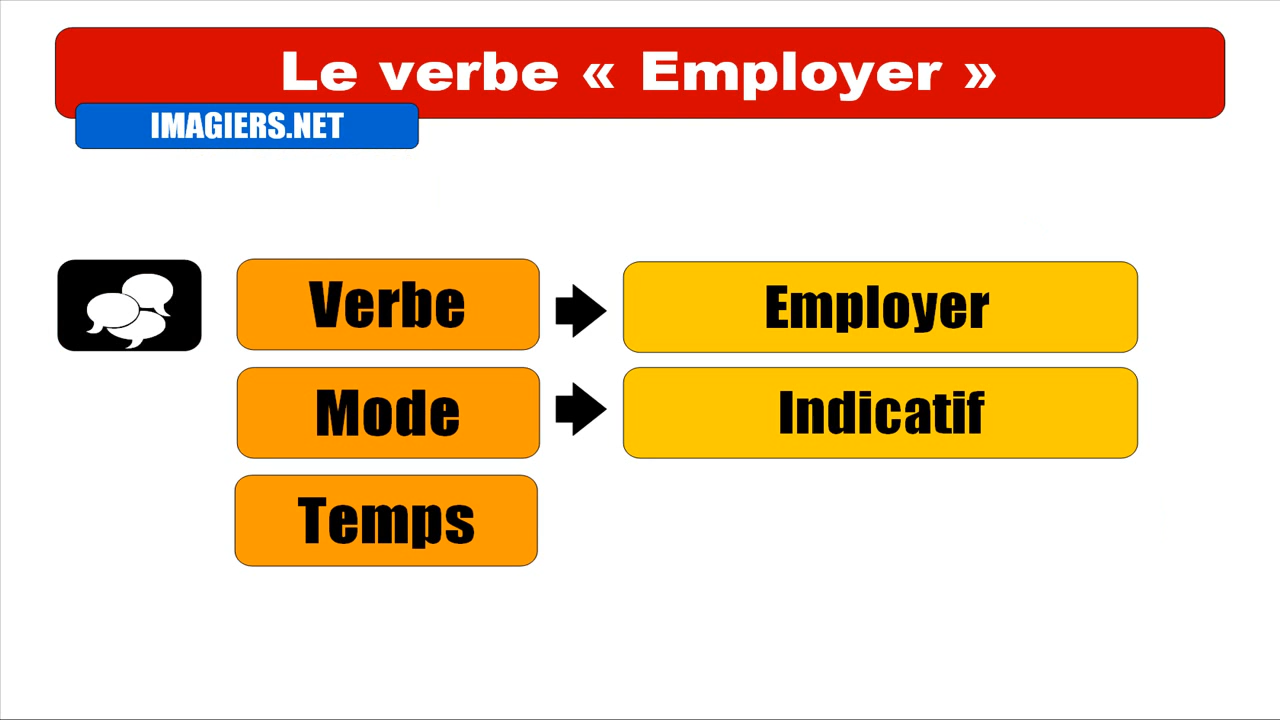 Le verbe « Employer »
IMAGIERS.NET
Verbe Employer
Mode Indicatif
Temps